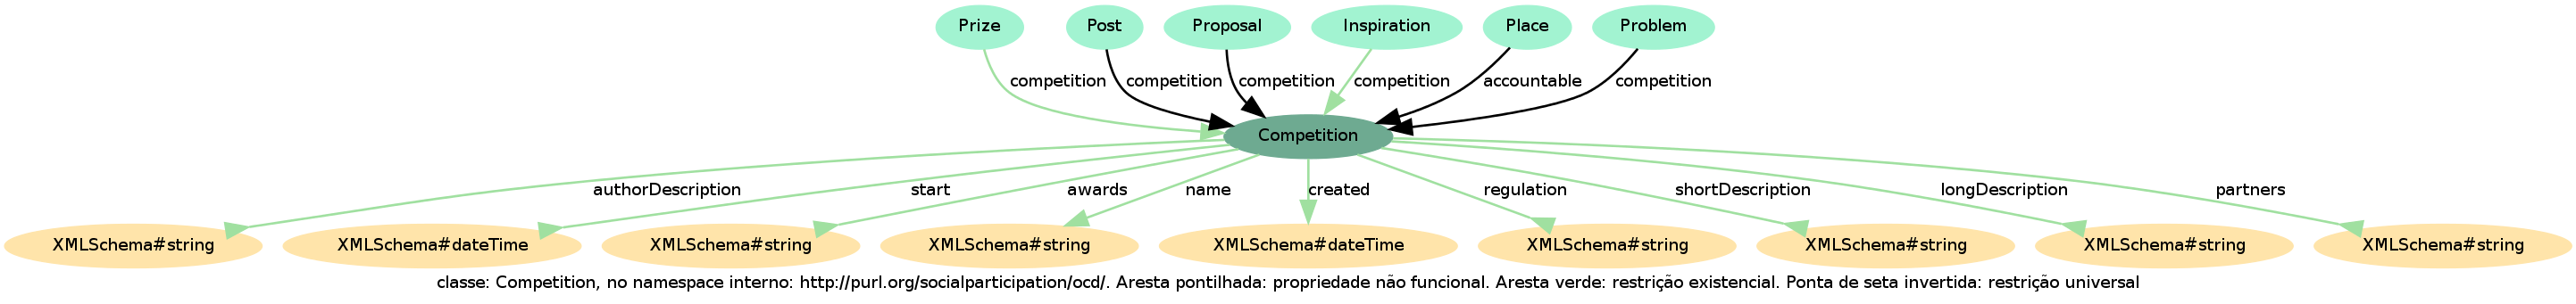 Prize Post Proposal Inspiration Place Problem
competition competition competition competition accountable competition
Competition
authorDescription start awards name created regulation shortDescription longDescription partners
XMLSchema#string XMLSchema#dateTime XMLSchema#string XMLSchema#string XMLSchema#dateTime XMLSchema#string XMLSchema#string XMLSchema#string XMLSchema#string
classe: Competition, no namespace interno: http://purl.org/socialparticipation/ocd/. Aresta pontilhada: propriedade não funcional. Aresta verde: restrição existencial. Ponta de seta invertida: restrição universal